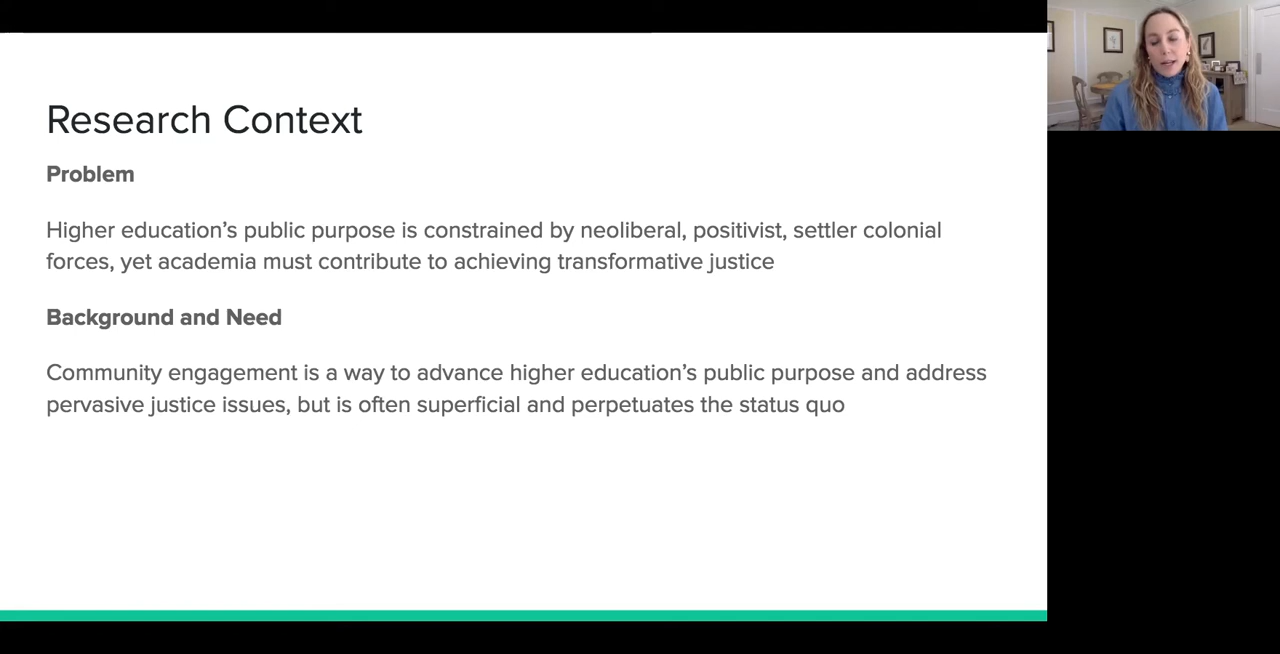 Research Context
Problem
Higher education’s public purpose is constrained by neoliberal, positivist, settler colonial
forces, yet academia must contribute to achieving transformative justice
Background and Need
Community engagement is a way to advance higher education’s public purpose and address
pervasive justice issues, but is often superficial and perpetuates the status quo